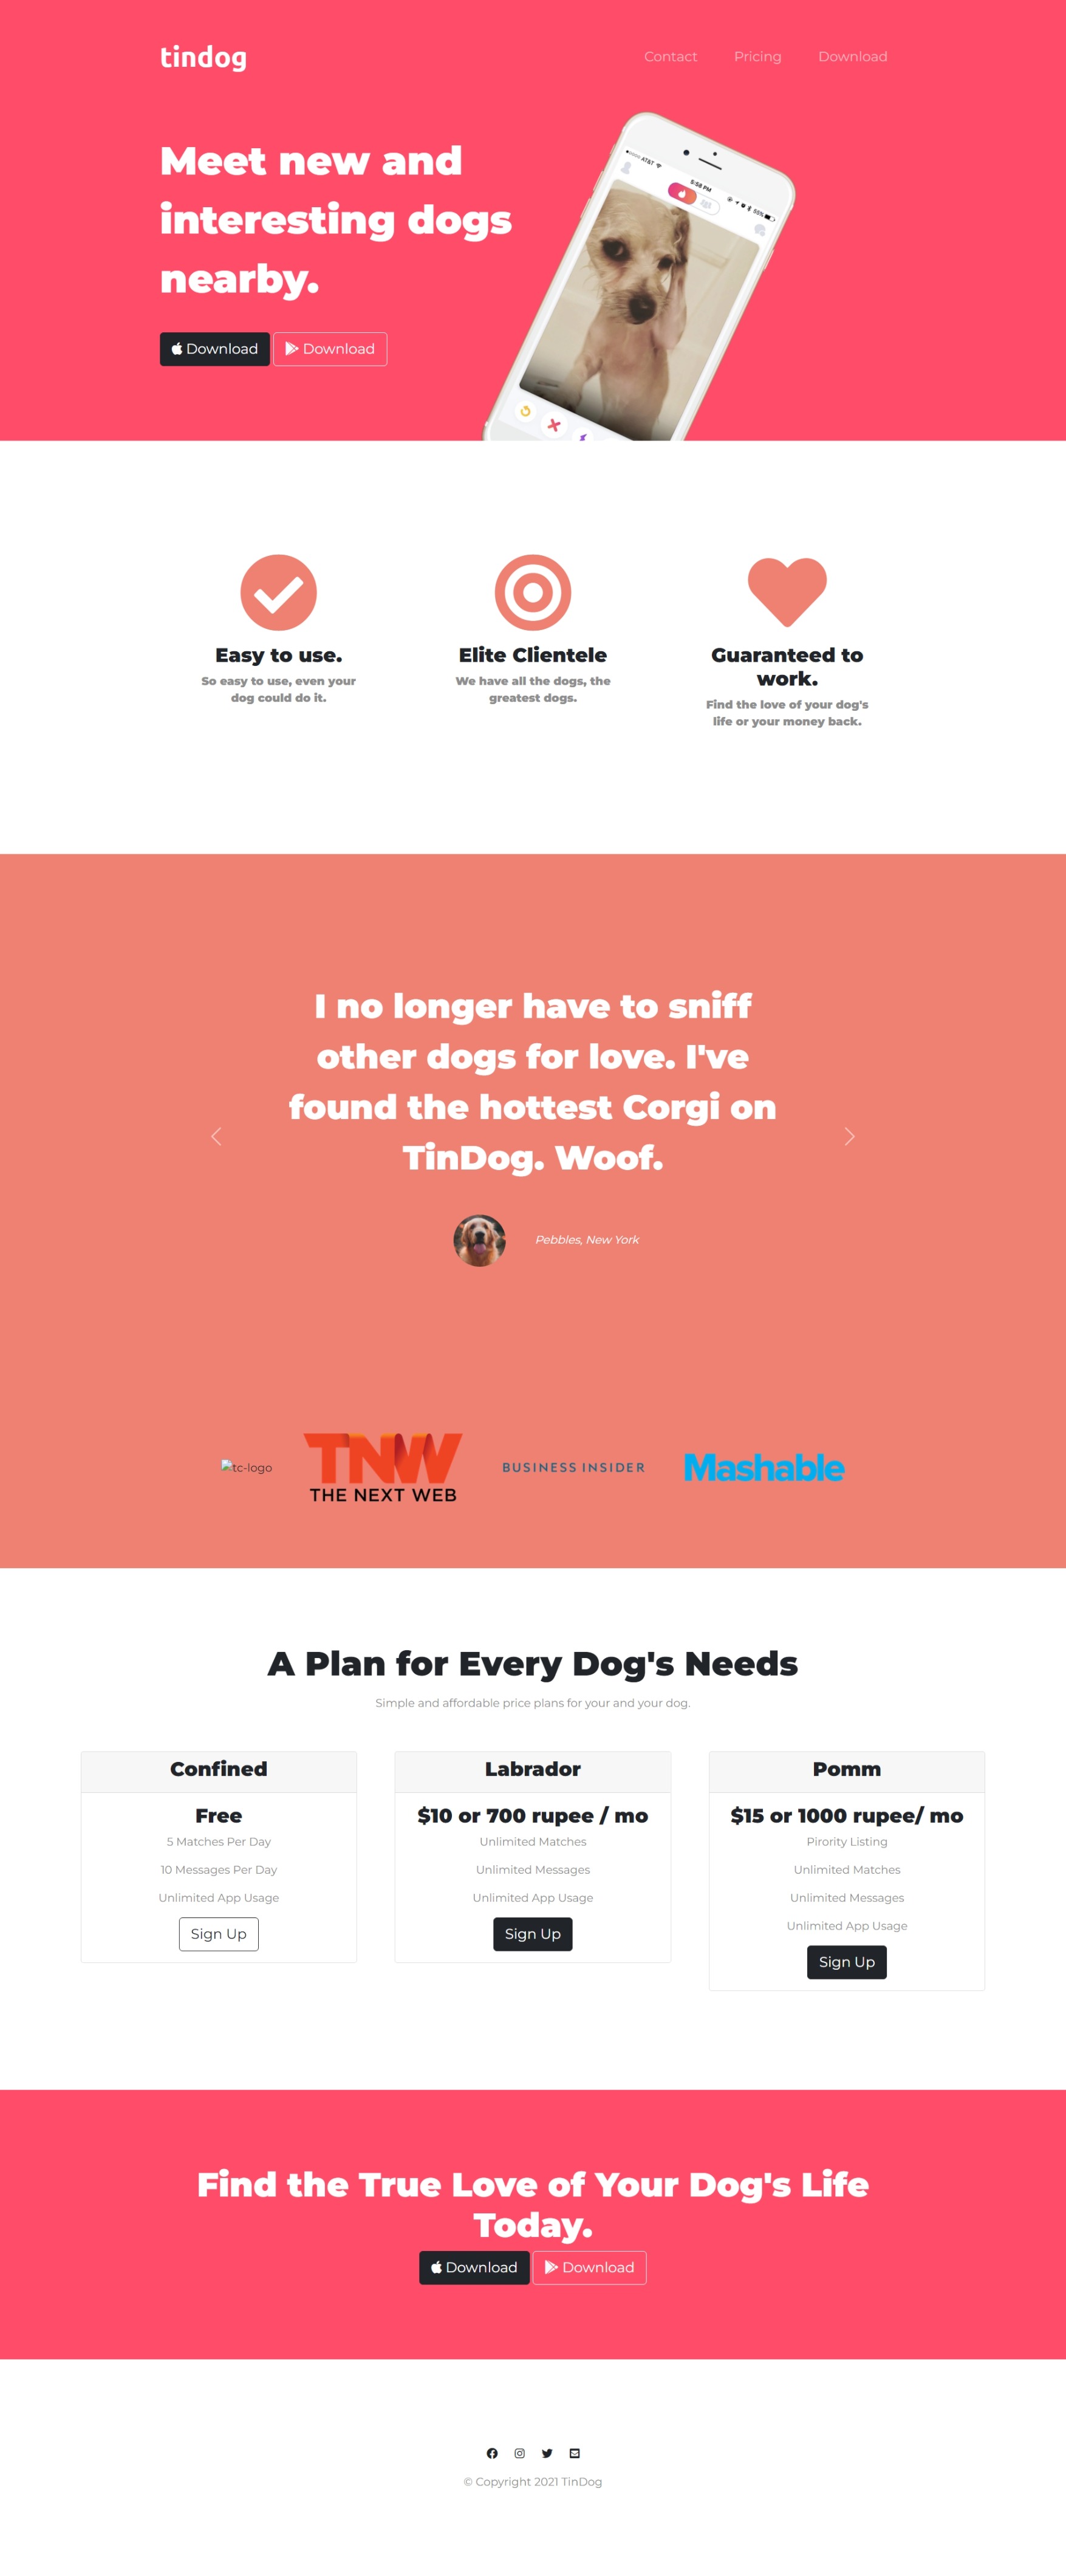 tindog
Contact Pricing Download
Meet new and
interesting dogs
nearby.
AT&T 5:58 PM 55%
Download Download
Easy to use.
So easy to use, even your
dog could do it.
Elite Clientele
We have all the dogs, the
greatest dogs.
Guaranteed to
work.
Find the love of your dog's
life or your money back.
I no longer have to sniff
other dogs for love. I've
found the hottest Corgi on
TinDog. Woof.
Pebbles, New York
tc-logo
TNW
THE NEXT WEB
BUSINESS INSIDER
Mashable
A Plan for Every Dog's Needs
Simple and affordable price plans for your and your dog.
Confined
Free
5 Matches Per Day
10 Messages Per Day
Unlimited App Usage
Sign Up
Labrador
$10 or 700 rupee / mo
Unlimited Matches
Unlimited Messages
Unlimited App Usage
Sign Up
Pomm
$15 or 1000 rupee/ mo
Pirority Listing
Unlimited Matches
Unlimited Messages
Unlimited App Usage
Sign Up
Find the True Love of Your Dog's Life
Today.
Download Download
© Copyright 2021 TinDog